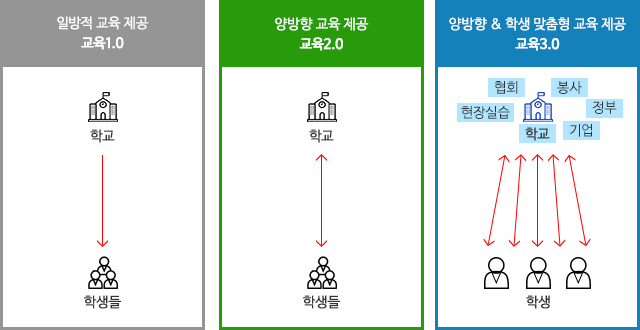 일방적 교육 제공
교육1.0
학교
학생들
양방향 교육 제공
교육2.0
학교
학생들
양방향 & 학생 맞춤형 교육 제공
교육3.0
협회
봉사
현장실습
정부
학교
기업
학생